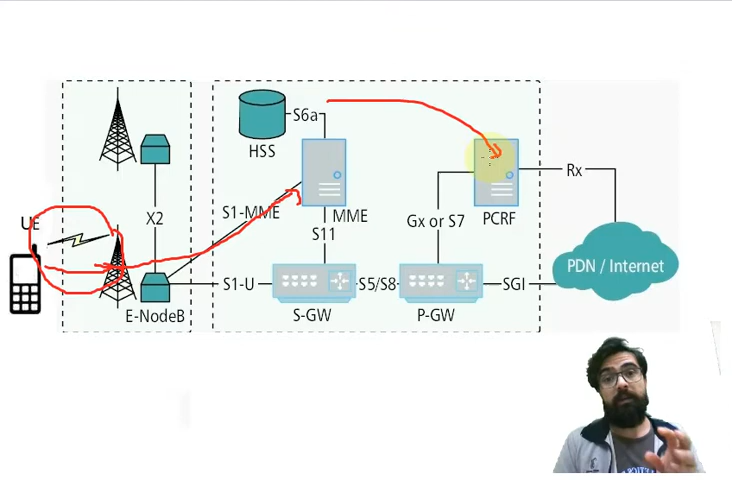 S6a
HSS
UE
X2
S1-MME
MME
S11
Gx or S7
PCRF
Rx
PDN / Internet
E-NodeB
S1-U
S-GW
S5/S8
P-GW
SGI